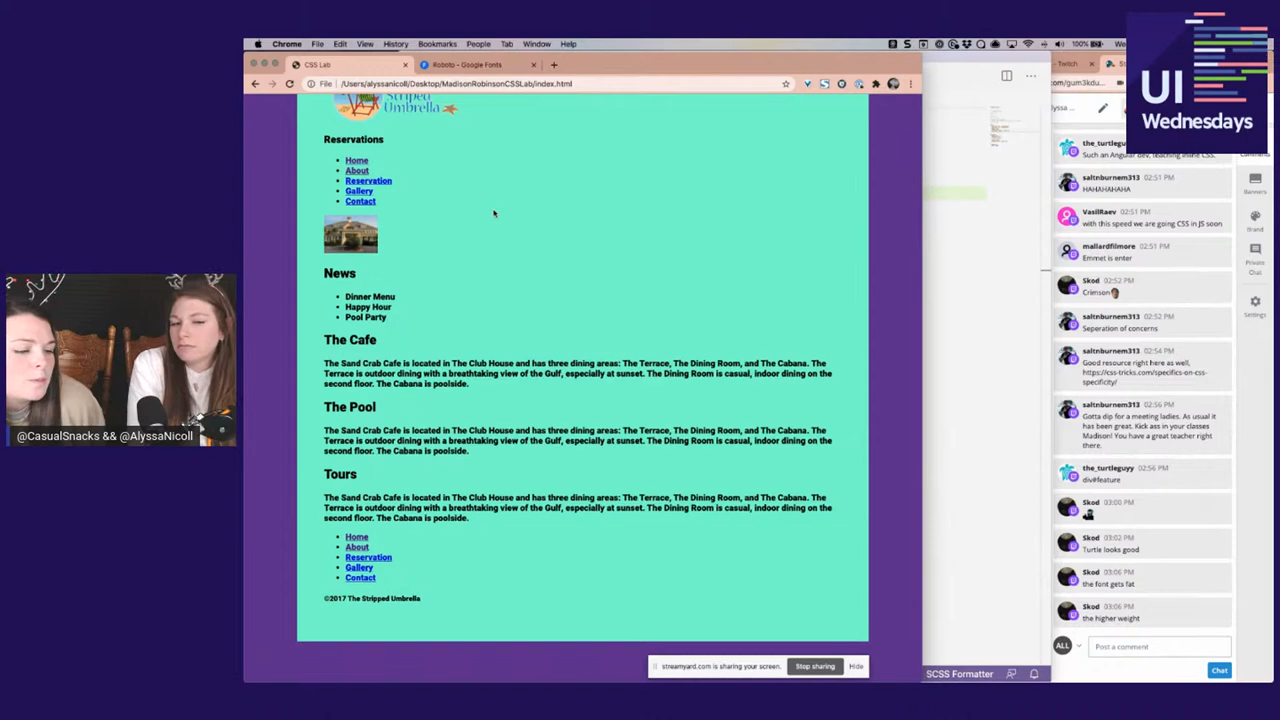 Chrome File Edit View History Bookmarks People Tab Window Help
100%
We
CSS Lab
Roboto - Google Fonts
File
/Users/alyssanicoll/Desktop/MadisonRobinsonCSSLab/index.html
Twitch
UI
Wednesdays
Striped
Umbrella
Reservations
Home
About
Reservation
Gallery
Contact
News
Dinner Menu
Happy Hour
Pool Party
The Cafe
The Sand Crab Cafe is located in The Club House and has three dining areas: The Terrace, The Dining Room, and The Cabana. The
Terrace is outdoor dining with a breathtaking view of the Gulf, especially at sunset. The Dining Room is casual, indoor dining on the
second floor. The Cabana is poolside.
The Pool
The Sand Crab Cafe is located in The Club House and has three dining areas: The Terrace, The Dining Room, and The Cabana. The
Terrace is outdoor dining with a breathtaking view of the Gulf, especially at sunset. The Dining Room is casual, indoor dining on the
second floor. The Cabana is poolside.
Tours
The Sand Crab Cafe is located in The Club House and has three dining areas: The Terrace, The Dining Room, and The Cabana. The
Terrace is outdoor dining with a breathtaking view of the Gulf, especially at sunset. The Dining Room is casual, indoor dining on the
second floor. The Cabana is poolside.
Home
About
Reservation
Gallery
Contact
©2017 The Stripped Umbrella
streamyard.com is sharing your screen.
Stop sharing
Hide
SCSS Formatter
@CasualSnacks && @AlyssaNicoll
the_turtleguy
Such an Angular dev, teaching inline CSS.
saltnburnem313 02:51 PM
HAHAHAHAHA
VasilRaev 02:51 PM
with this speed we are going CSS in JS soon
mallardfilmore 02:51 PM
Emmet is enter
Skod 02:52 PM
Crimson
saltnburnem313 02:52 PM
Seperation of concerns
saltnburnem313 02:54 PM
Good resource right here as well,
https://css-tricks.com/specifics-on-css-
specificity/
saltnburnem313 02:56 PM
Gotta dip for a meeting ladies. As usual it
has been great. Kick ass in your classes
Madison! You have a great teacher right
there.
the_turtleguyy 02:56 PM
div#feature
Skod 03:00 PM
Skod 03:02 PM
Turtle looks good
Skod 03:06 PM
the font gets fat
Skod 03:06 PM
the higher weight
ALL
Post a comment
Chat
Banners
Brand
Private
Chat
Settings